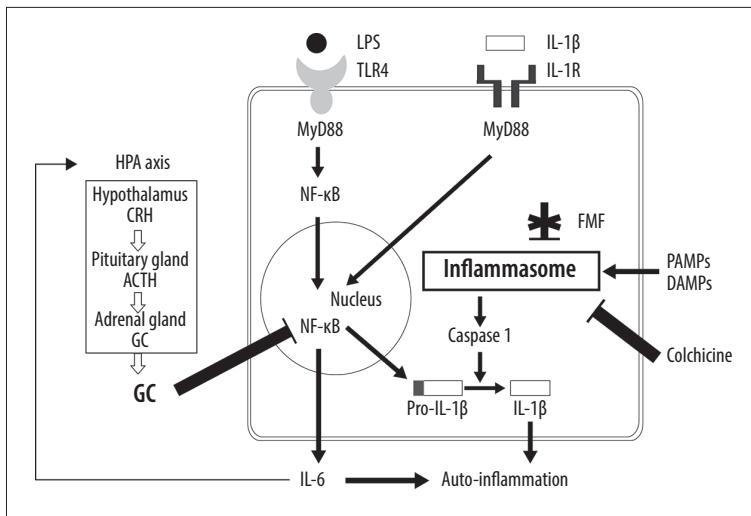 LPS
TLR4
MyD88
NF-κB
Nucleus
NF-κB
IL-1β
IL-1R
MyD88
FMF
Inflammasome
PAMPs
DAMPs
Caspase 1
Colchicine
Pro-IL-1β
IL-1β
HPA axis
Hypothalamus
CRH
Pituitary gland
ACTH
Adrenal gland
GC
GC
IL-6
Auto-inflammation